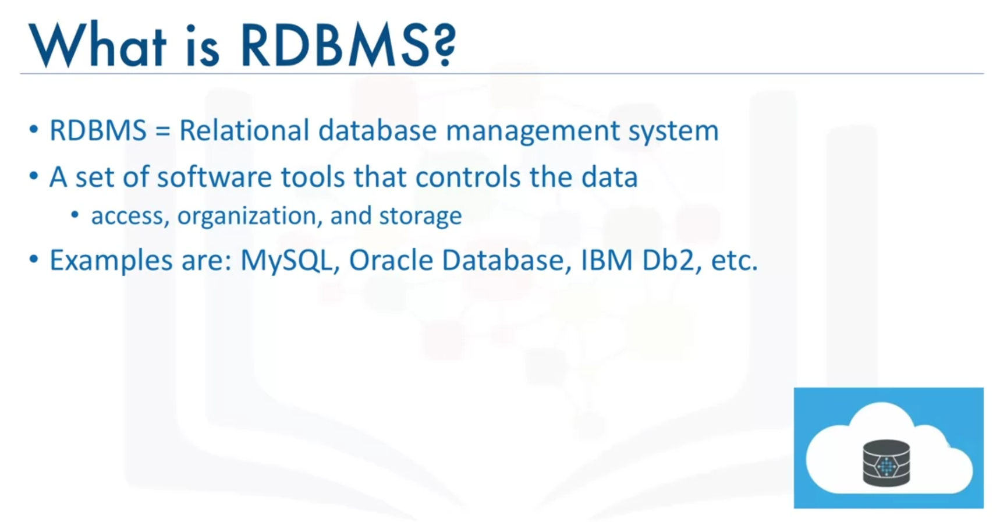 What is RDBMS?
• RDBMS = Relational database management system
• A set of software tools that controls the data
• access, organization, and storage
• Examples are: MySQL, Oracle Database, IBM Db2, etc.